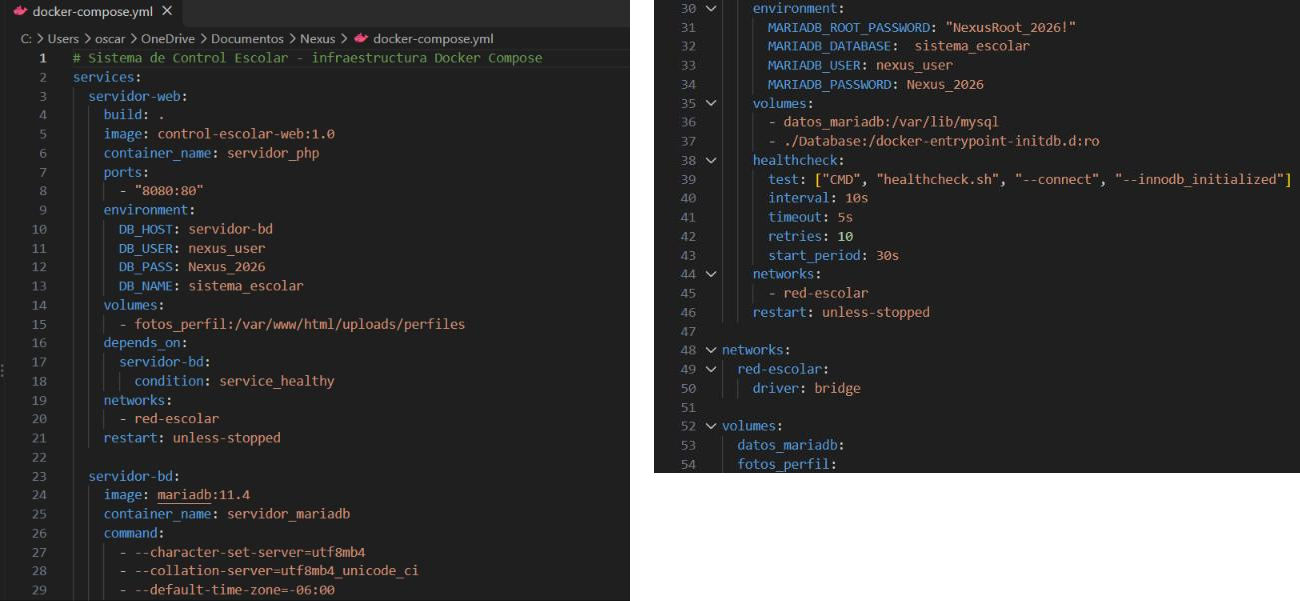 docker-compose.yml
C: > Users > oscar > OneDrive > Documentos > Nexus > docker-compose.yml
1 # Sistema de Control Escolar - infraestructura Docker Compose
2 services:
3 servidor-web:
4 build: .
5 image: control-escolar-web:1.0
6 container_name: servidor_php
7 ports:
8 - "8080:80"
9 environment:
10 DB_HOST: servidor-bd
11 DB_USER: nexus_user
12 DB_PASS: Nexus_2026
13 DB_NAME: sistema_escolar
14 volumes:
15 - fotos_perfil:/var/www/html/uploads/perfiles
16 depends_on:
17 servidor-bd:
18 condition: service_healthy
19 networks:
20 - red-escolar
21 restart: unless-stopped
22
23 servidor-bd:
24 image: mariadb:11.4
25 container_name: servidor_mariadb
26 command:
27 - --character-set-server=utf8mb4
28 - --collation-server=utf8mb4_unicode_ci
29 - --default-time-zone=-06:00
30 environment:
31 MARIADB_ROOT_PASSWORD: "NexusRoot_2026!"
32 MARIADB_DATABASE: sistema_escolar
33 MARIADB_USER: nexus_user
34 MARIADB_PASSWORD: Nexus_2026
35 volumes:
36 - datos_mariadb:/var/lib/mysql
37 - ./Database:/docker-entrypoint-initdb.d:ro
38 healthcheck:
39 test: ["CMD", "healthcheck.sh", "--connect", "--innodb_initialized"]
40 interval: 10s
41 timeout: 5s
42 retries: 10
43 start_period: 30s
44 networks:
45 - red-escolar
46 restart: unless-stopped
47
48 networks:
49 red-escolar:
50 driver: bridge
51
52 volumes:
53 datos_mariadb:
54 fotos_perfil: